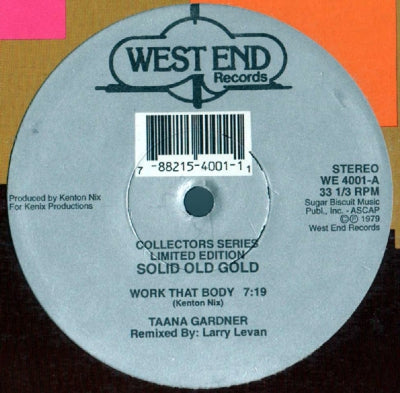 WEST END
Records
7 -88215-4001-1 1
STEREO
WE 4001-A
33 1/3 RPM
Sugar Biscuit Music
Publ., Inc. - ASCAP
©Ⓟ 1979
West End Records
Produced by Kenton Nix
For Kenix Productions
COLLECTORS SERIES
LIMITED EDITION
SOLID OLD GOLD
WORK THAT BODY 7:19
(Kenton Nix)
TAANA GARDNER
Remixed By: Larry Levan